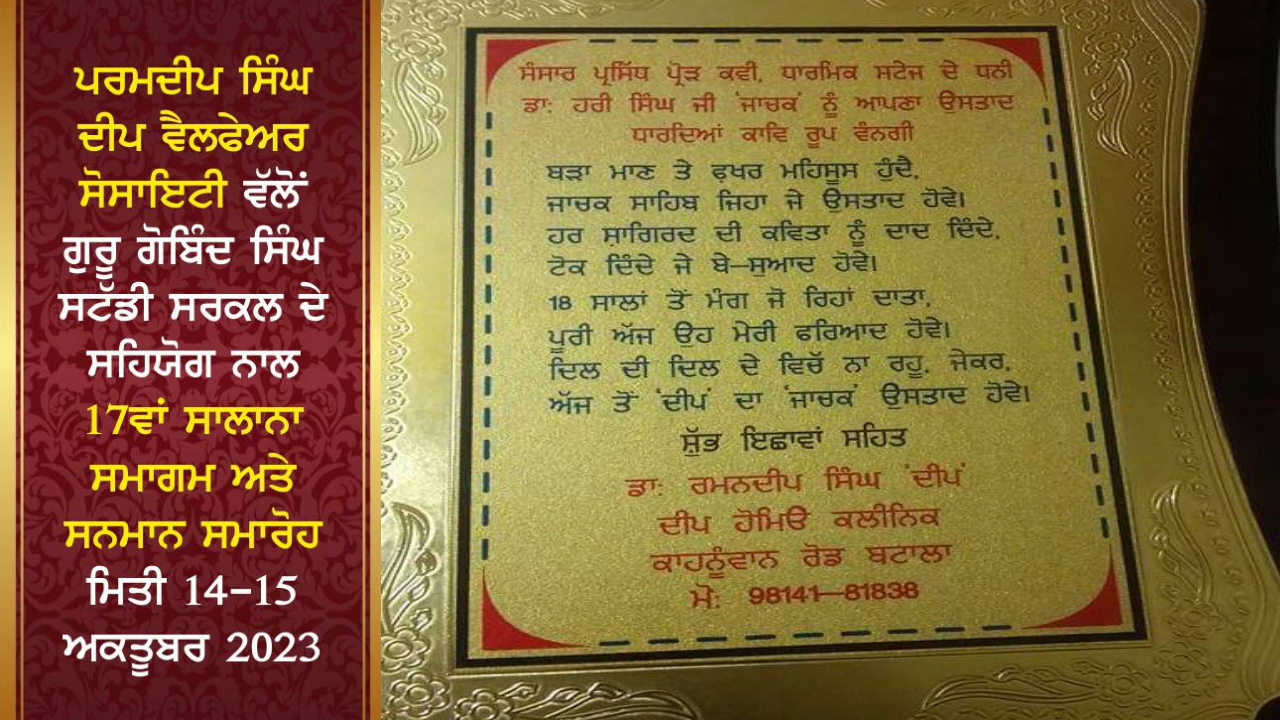 ਪਰਮਦੀਪ ਸਿੰਘ
ਦੀਪ ਵੈਲਫੇਅਰ
ਸੋਸਾਇਟੀ ਵੱਲੋਂ
ਗੁਰੂ ਗੋਬਿੰਦ ਸਿੰਘ
ਸਟੱਡੀ ਸਰਕਲ ਦੇ
ਸਹਿਯੋਗ ਨਾਲ
17ਵਾਂ ਸਾਲਾਨਾ
ਸਮਾਗਮ ਅਤੇ
ਸਨਮਾਨ ਸਮਾਰੋਹ
ਮਿਤੀ 14-15
ਅਕਤੂਬਰ 2023
ਸੰਸਾਰ ਪ੍ਰਸਿੱਧ ਪ੍ਰੋੜ ਕਵੀ, ਧਾਰਮਿਕ ਸਟੇਜ ਦੇ ਧਨੀ
ਡਾ: ਹਰੀ ਸਿੰਘ ਜੀ 'ਜਾਚਕ' ਨੂੰ ਆਪਣਾ ਉਸਤਾਦ
ਧਾਰਦਿਆਂ ਕਾਵਿ ਰੂਪ ਵੰਨਗੀ
ਬੜਾ ਮਾਣ ਤੇ ਫ਼ਖਰ ਮਹਿਸੂਸ ਹੁੰਦੈ,
ਜਾਚਕ ਸਾਹਿਬ ਜਿਹਾ ਜੇ ਉਸਤਾਦ ਹੋਵੇ।
ਹਰ ਸ਼ਾਗਿਰਦ ਦੀ ਕਵਿਤਾ ਨੂੰ ਦਾਦ ਦਿੰਦੇ,
ਟੋਕ ਦਿੰਦੇ ਜੇ ਬੇ-ਸੁਆਦ ਹੋਵੇ।
18 ਸਾਲਾਂ ਤੋਂ ਮੰਗ ਜੋ ਰਿਹਾਂ ਦਾਤਾ,
ਪੂਰੀ ਅੱਜ ਉਹ ਮੇਰੀ ਫਰਿਆਦ ਹੋਵੇ।
ਦਿਲ ਦੀ ਦਿਲ ਦੇ ਵਿਚੱ ਨਾ ਰਹੂ, ਜੇਕਰ,
ਅੱਜ ਤੋਂ 'ਦੀਪ' ਦਾ 'ਜਾਚਕ' ਉਸਤਾਦ ਹੋਵੇ।
ਸ਼ੁੱਭ ਇਛਾਵਾਂ ਸਹਿਤ
ਡਾ: ਰਮਨਦੀਪ ਸਿੰਘ 'ਦੀਪ'
ਦੀਪ ਹੋਮਿਓ ਕਲੀਨਿਕ
ਕਾਹਨੂੰਵਾਨ ਰੋਡ ਬਟਾਲਾ
ਮੋ: 98141-81838